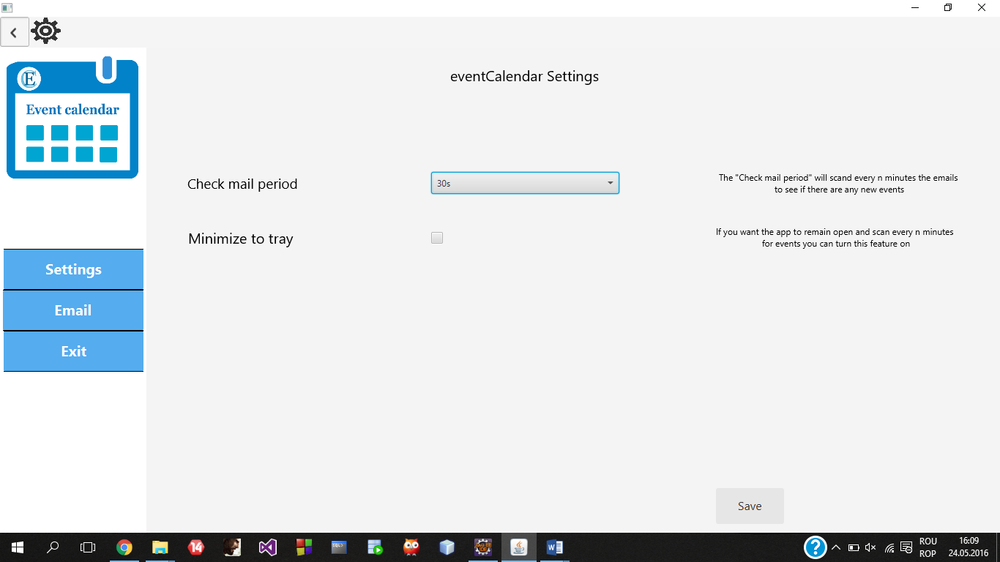 eventCalendar Settings
E
Event calendar
Check mail period
30s
The "Check mail period" will scand every n minutes the emails
to see if there are any new events
Minimize to tray
If you want the app to remain open and scan every n minutes
for events you can turn this feature on
Settings
Email
Exit
Save
14
SQL>
?
ROU
ROP
16:09
24.05.2016